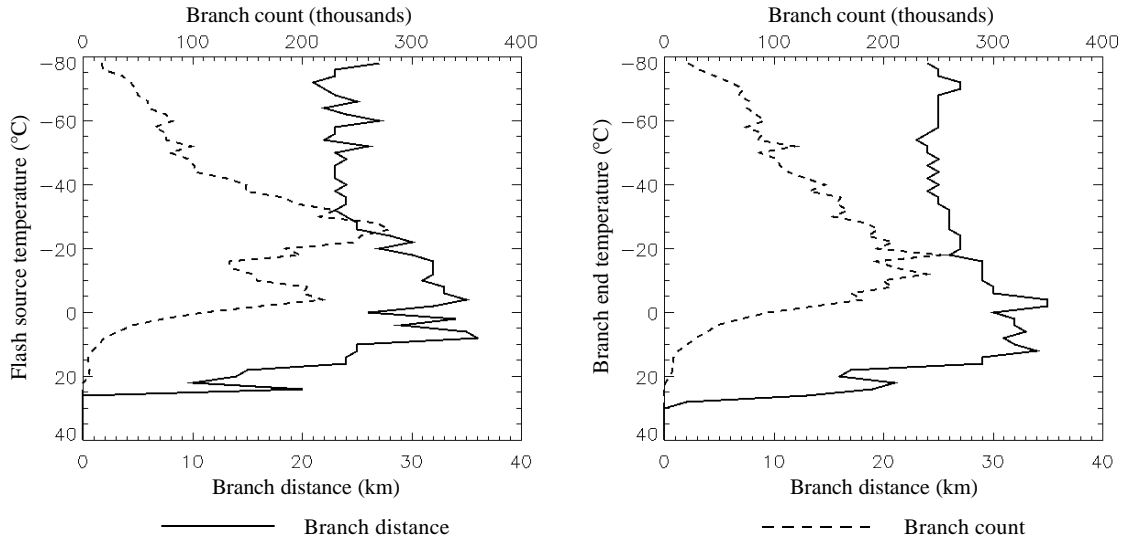 Branch count (thousands)
0 100 200 300 400
Flash source temperature (°C)
−80
−60
−40
−20
0
20
40
0 10 20 30 40
Branch distance (km)
Branch count (thousands)
0 100 200 300 400
Branch end temperature (°C)
−80
−60
−40
−20
0
20
40
0 10 20 30 40
Branch distance (km)
Branch distance
Branch count